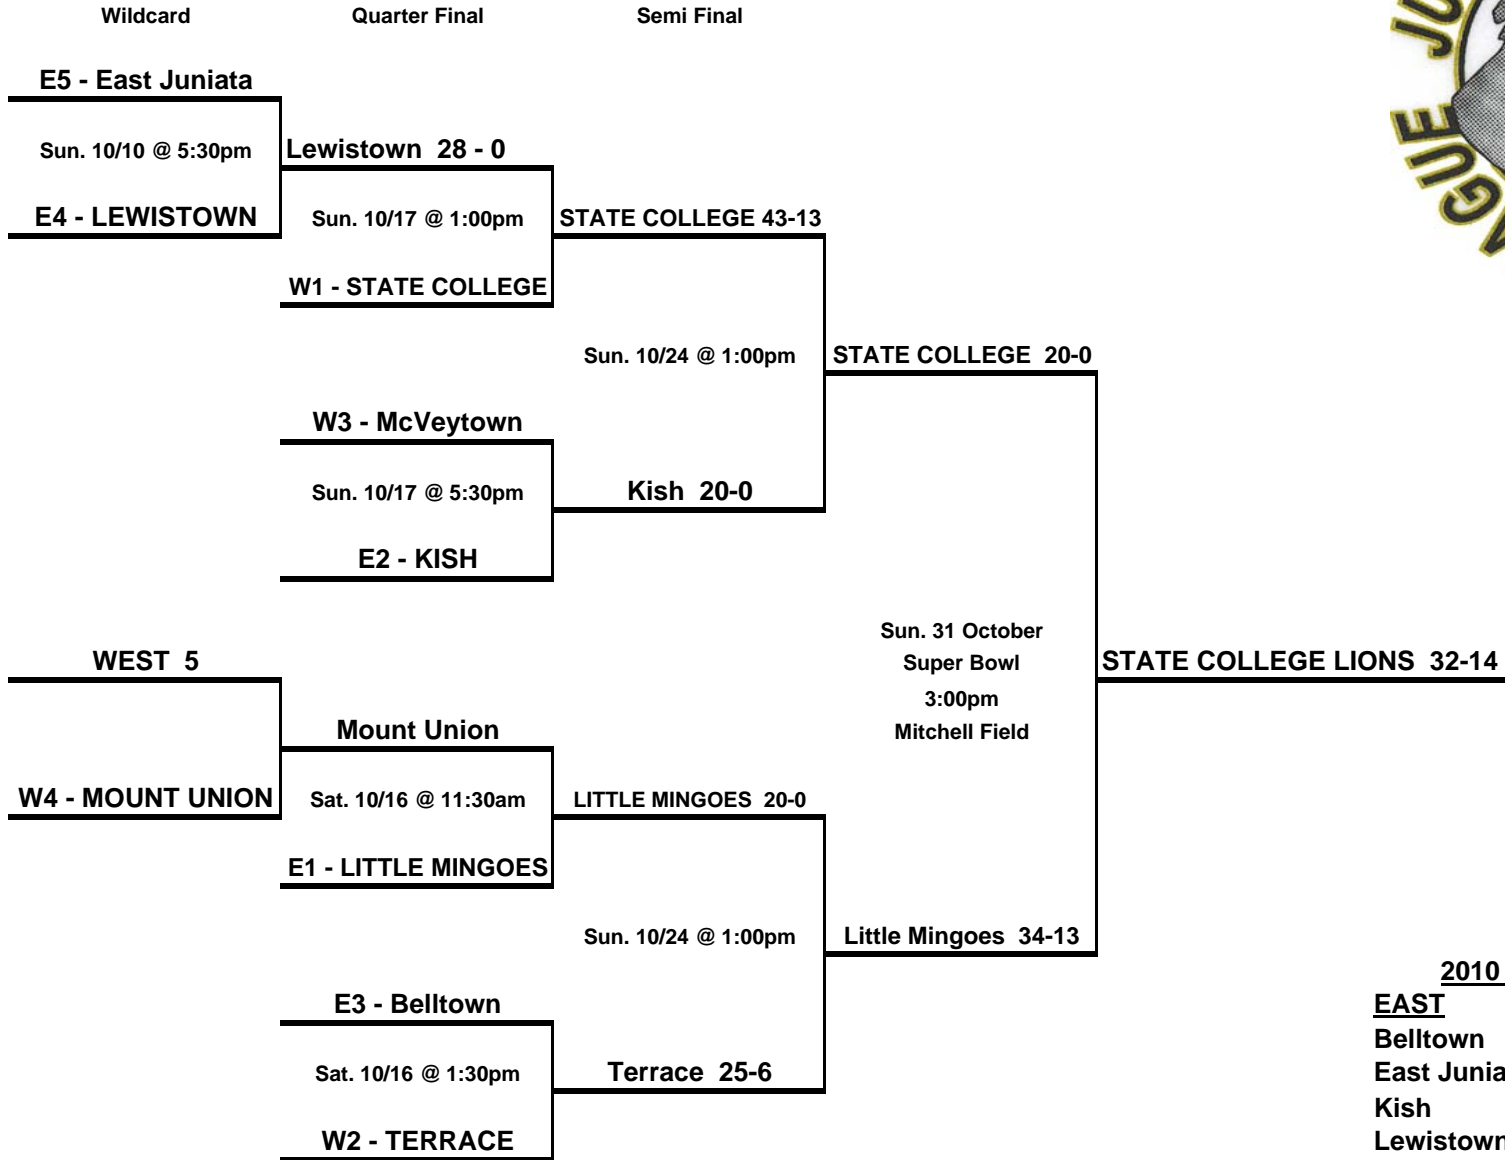 Wildcard Quarter Final Semi Final
E5 - East Juniata
Sun. 10/10 @ 5:30pm Lewistown 28 - 0
E4 - LEWISTOWN Sun. 10/17 @ 1:00pm STATE COLLEGE 43-13
W1 - STATE COLLEGE
Sun. 10/24 @ 1:00pm STATE COLLEGE 20-0
W3 - McVeytown
Sun. 10/17 @ 5:30pm Kish 20-0
E2 - KISH
Sun. 31 October
WEST 5 Super Bowl STATE COLLEGE LIONS 32-14
3:00pm
Mount Union Mitchell Field
W4 - MOUNT UNION Sat. 10/16 @ 11:30am LITTLE MINGOES 20-0
E1 - LITTLE MINGOES
Sun. 10/24 @ 1:00pm Little Mingoes 34-13
2010
E3 - Belltown EAST
Belltown
Sat. 10/16 @ 1:30pm Terrace 25-6 East Junia
Kish
W2 - TERRACE Lewistown